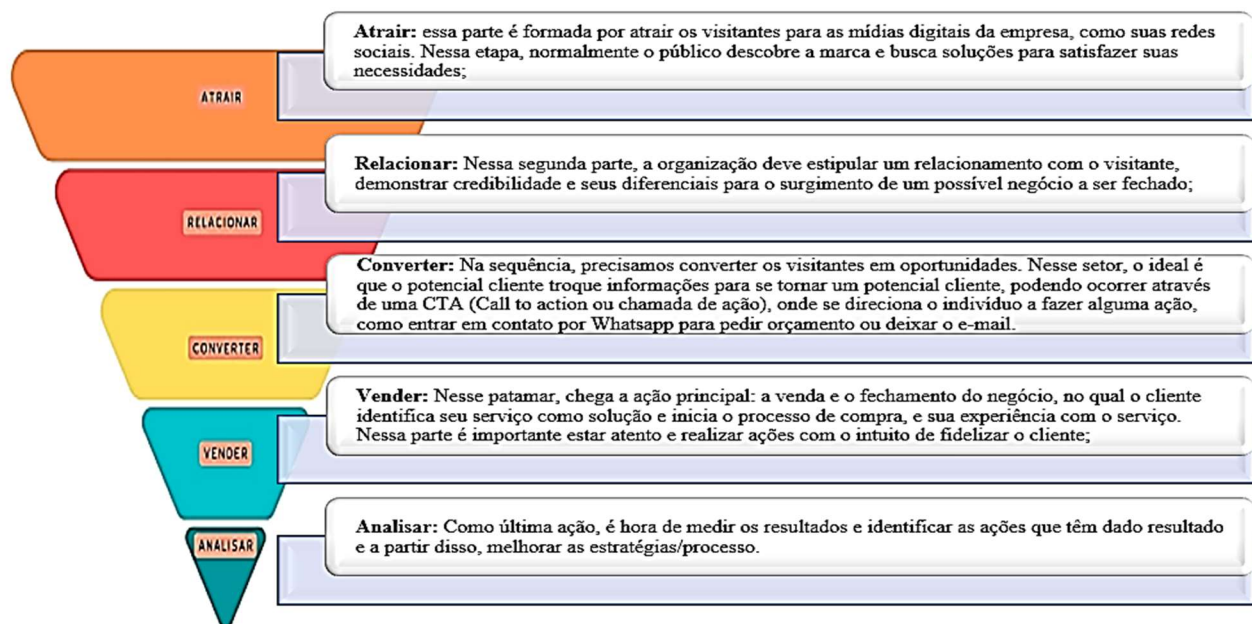 Atrair: essa parte é formada por atrair os visitantes para as mídias digitais da empresa, como suas redes
sociais. Nessa etapa, normalmente o público descobre a marca e busca soluções para satisfazer suas
necessidades;
ATRAIR
Relacionar: Nessa segunda parte, a organização deve estipular um relacionamento com o visitante,
demonstrar credibilidade e seus diferenciais para o surgimento de um possível negócio a ser fechado;
RELACIONAR
Converter: Na sequência, precisamos converter os visitantes em oportunidades. Nesse setor, o ideal é
que o potencial cliente troque informações para se tornar um potencial cliente, podendo ocorrer através
de uma CTA (Call to action ou chamada de ação), onde se direciona o individuo a fazer alguma ação,
como entrar em contato por Whatsapp para pedir orçamento ou deixar o e-mail.
CONVERTER
Vender: Nesse patamar, chega a ação principal: a venda e o fechamento do negócio, no qual o cliente
identifica seu serviço como solução e inicia o processo de compra, e sua experiência com o serviço.
Nessa parte é importante estar atento e realizar ações com o intuito de fidelizar o cliente;
VENDER
Analisar: Como última ação, é hora de medir os resultados e identificar as ações que têm dado resultado
e a partir disso, melhorar as estratégias/processo.
ANALISAR